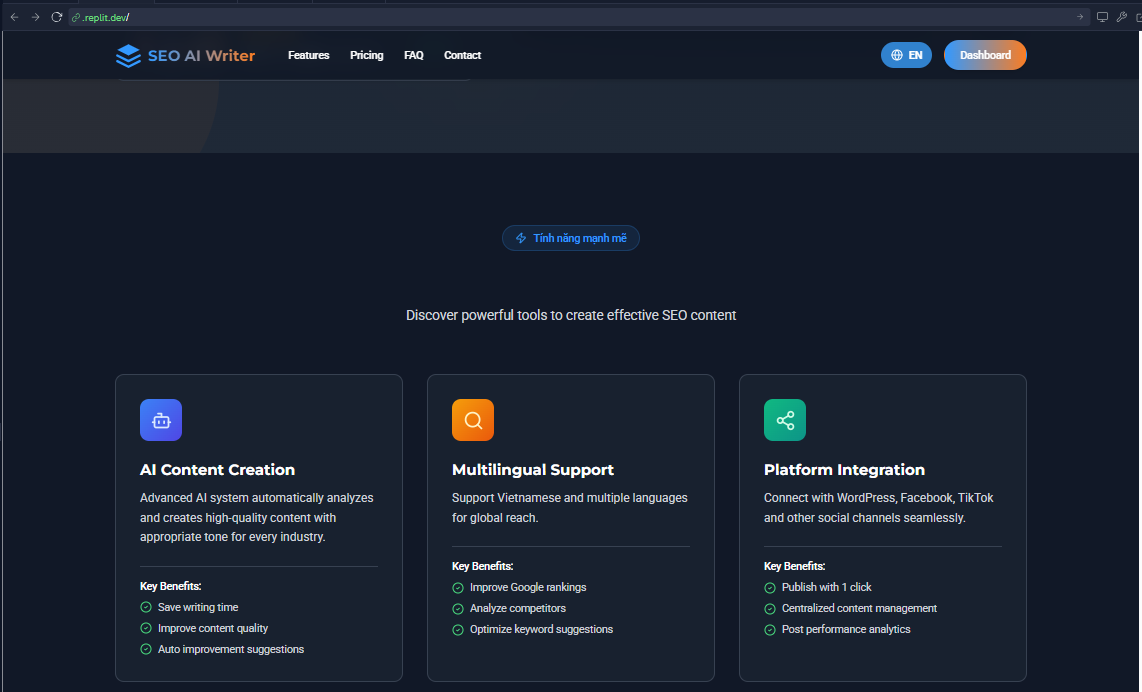 .replit.dev/
SEO AI Writer
Features
Pricing
FAQ
Contact
EN
Dashboard
Tính năng mạnh mẽ
Discover powerful tools to create effective SEO content
AI Content Creation
Advanced AI system automatically analyzes
and creates high-quality content with
appropriate tone for every industry.
Key Benefits:
Save writing time
Improve content quality
Auto improvement suggestions
Multilingual Support
Support Vietnamese and multiple languages
for global reach.
Key Benefits:
Improve Google rankings
Analyze competitors
Optimize keyword suggestions
Platform Integration
Connect with WordPress, Facebook, TikTok
and other social channels seamlessly.
Key Benefits:
Publish with 1 click
Centralized content management
Post performance analytics